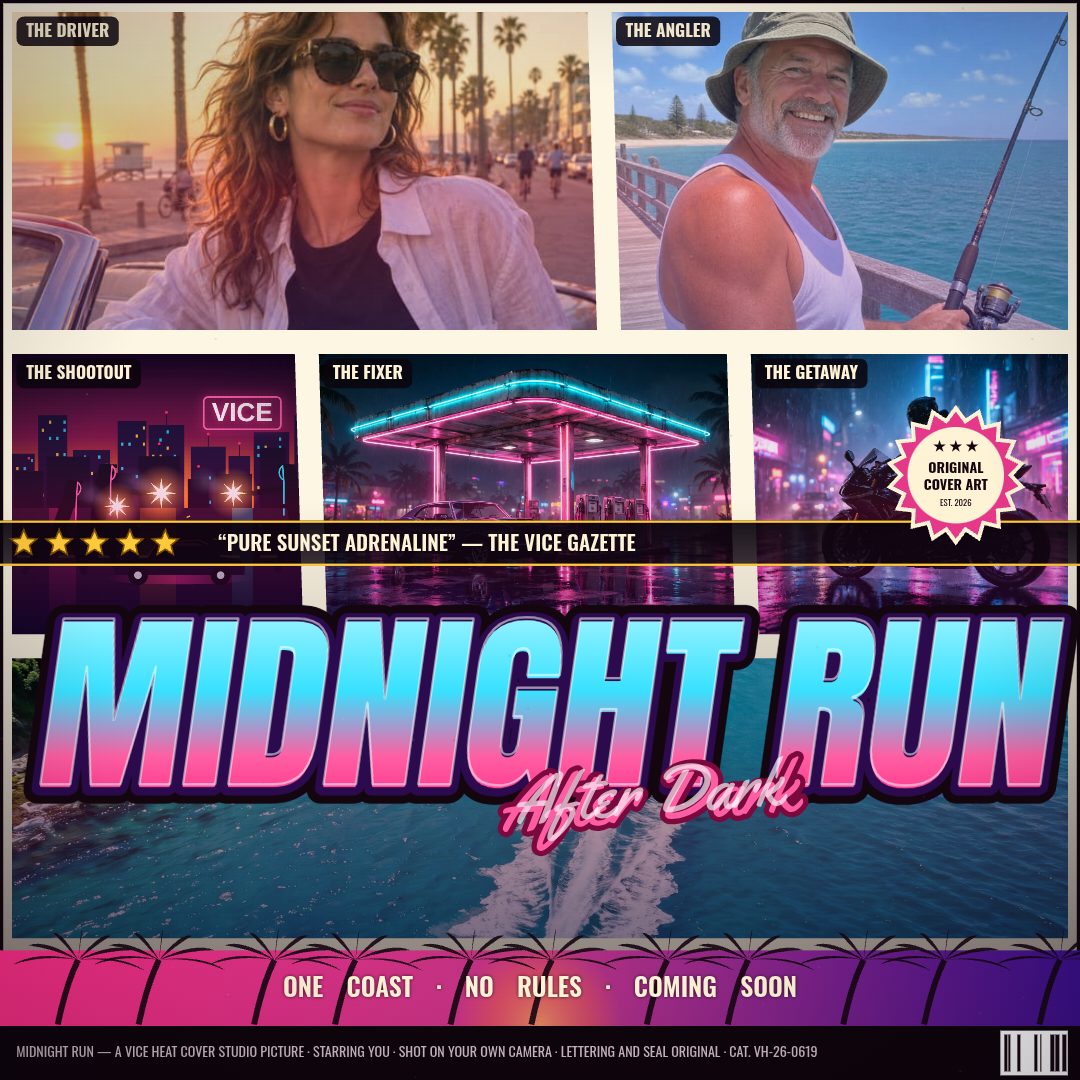 THE DRIVER
THE ANGLER
THE SHOOTOUT
THE FIXER
THE GETAWAY
VICE
★ ★ ★
ORIGINAL
COVER ART
EST. 2026
★★★★★ “PURE SUNSET ADRENALINE” — THE VICE GAZETTE
MIDNIGHT RUN
After Dark
ONE COAST · NO RULES · COMING SOON
MIDNIGHT RUN — A VICE HEAT COVER STUDIO PICTURE · STARRING YOU · SHOT ON YOUR OWN CAMERA · LETTERING AND SEAL ORIGINAL · CAT. VH-26-0619